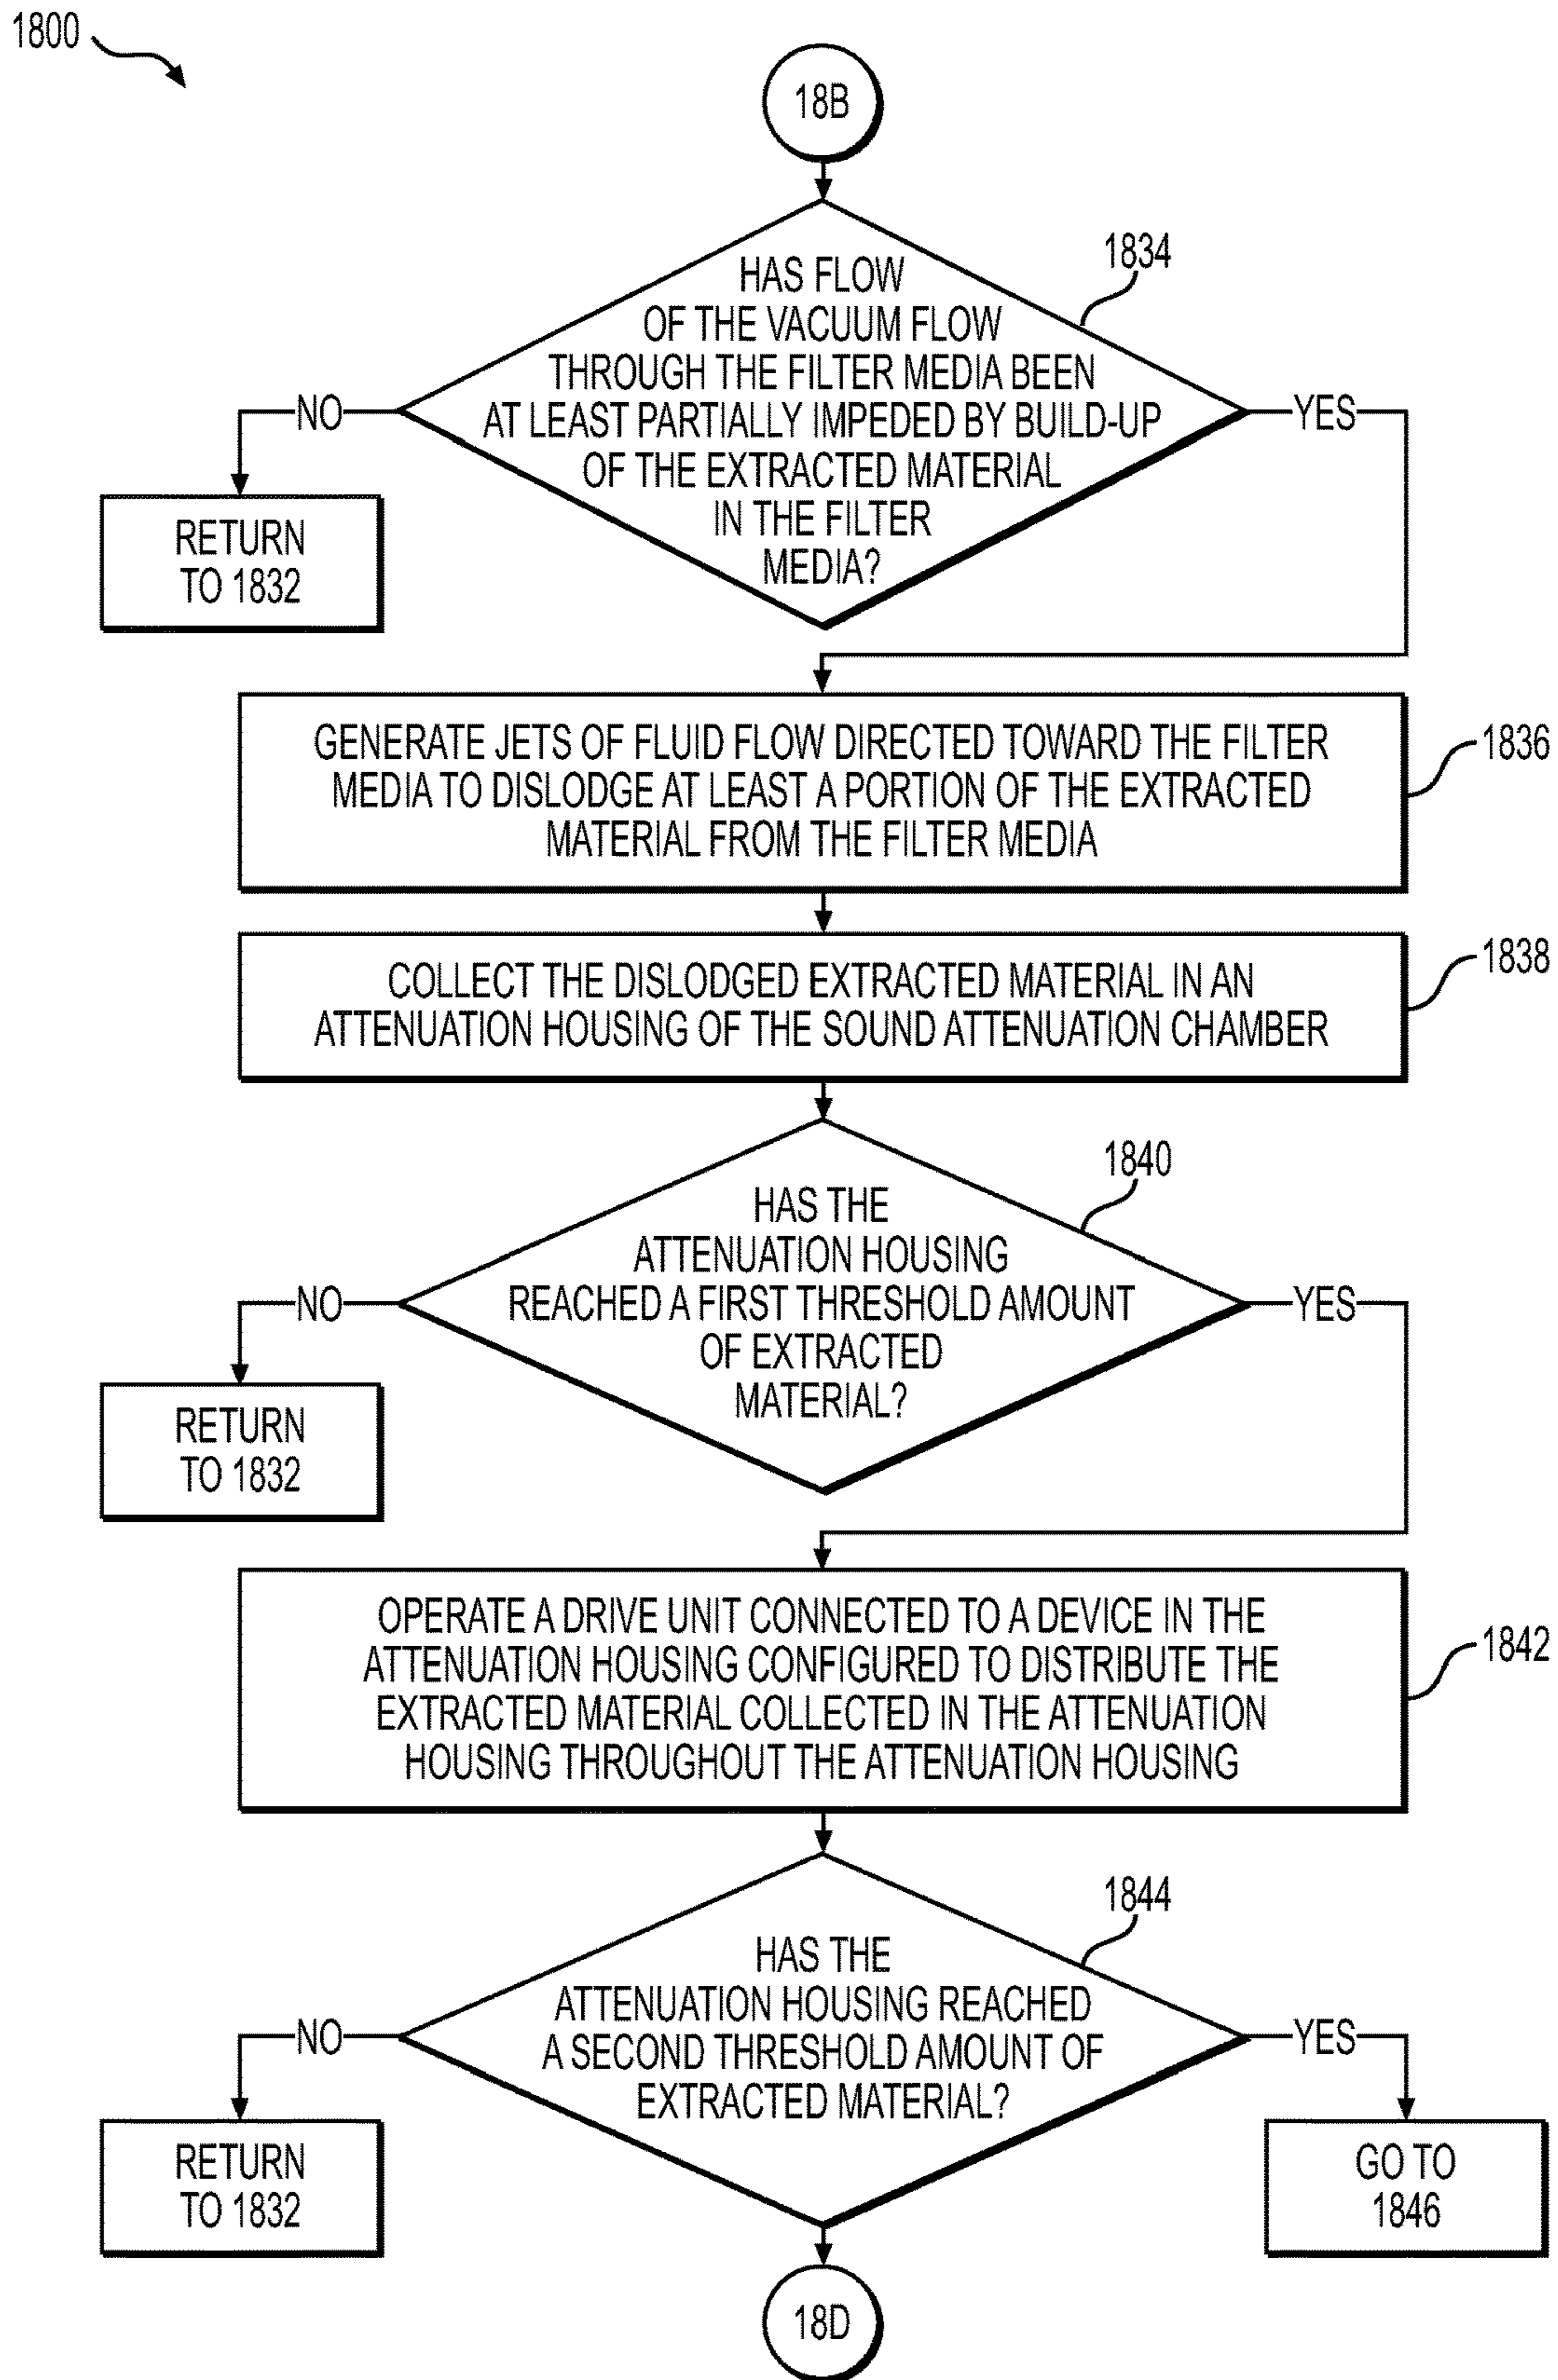 1800
18B
1834
HAS FLOW
OF THE VACUUM FLOW
THROUGH THE FILTER MEDIA BEEN
AT LEAST PARTIALLY IMPEDED BY BUILD-UP
OF THE EXTRACTED MATERIAL
IN THE FILTER
MEDIA?
NO
YES
RETURN
TO 1832
GENERATE JETS OF FLUID FLOW DIRECTED TOWARD THE FILTER
MEDIA TO DISLODGE AT LEAST A PORTION OF THE EXTRACTED
MATERIAL FROM THE FILTER MEDIA
1836
COLLECT THE DISLODGED EXTRACTED MATERIAL IN AN
ATTENUATION HOUSING OF THE SOUND ATTENUATION CHAMBER
1838
1840
HAS THE
ATTENUATION HOUSING
REACHED A FIRST THRESHOLD AMOUNT
OF EXTRACTED
MATERIAL?
NO
YES
RETURN
TO 1832
OPERATE A DRIVE UNIT CONNECTED TO A DEVICE IN THE
ATTENUATION HOUSING CONFIGURED TO DISTRIBUTE THE
EXTRACTED MATERIAL COLLECTED IN THE ATTENUATION
HOUSING THROUGHOUT THE ATTENUATION HOUSING
1842
1844
HAS THE
ATTENUATION HOUSING REACHED
A SECOND THRESHOLD AMOUNT OF
EXTRACTED MATERIAL?
NO
YES
RETURN
TO 1832
GO TO
1846
18D